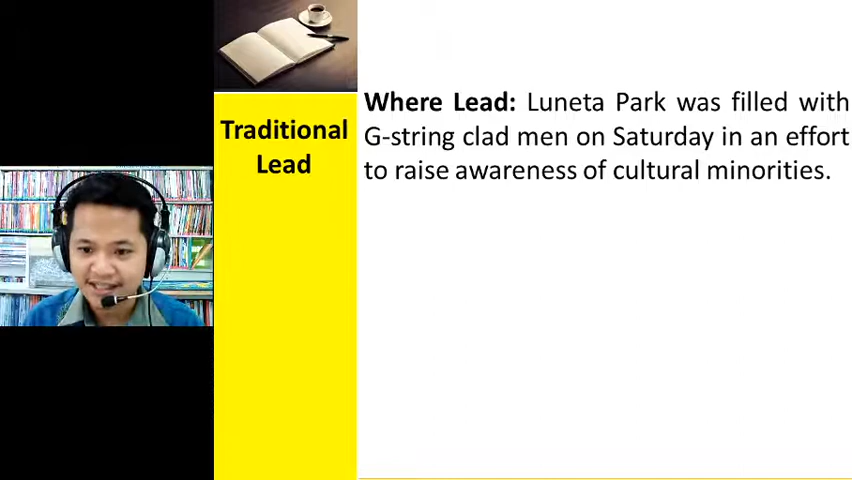 Traditional
Lead
Where Lead: Luneta Park was filled with
G-string clad men on Saturday in an effort
to raise awareness of cultural minorities.